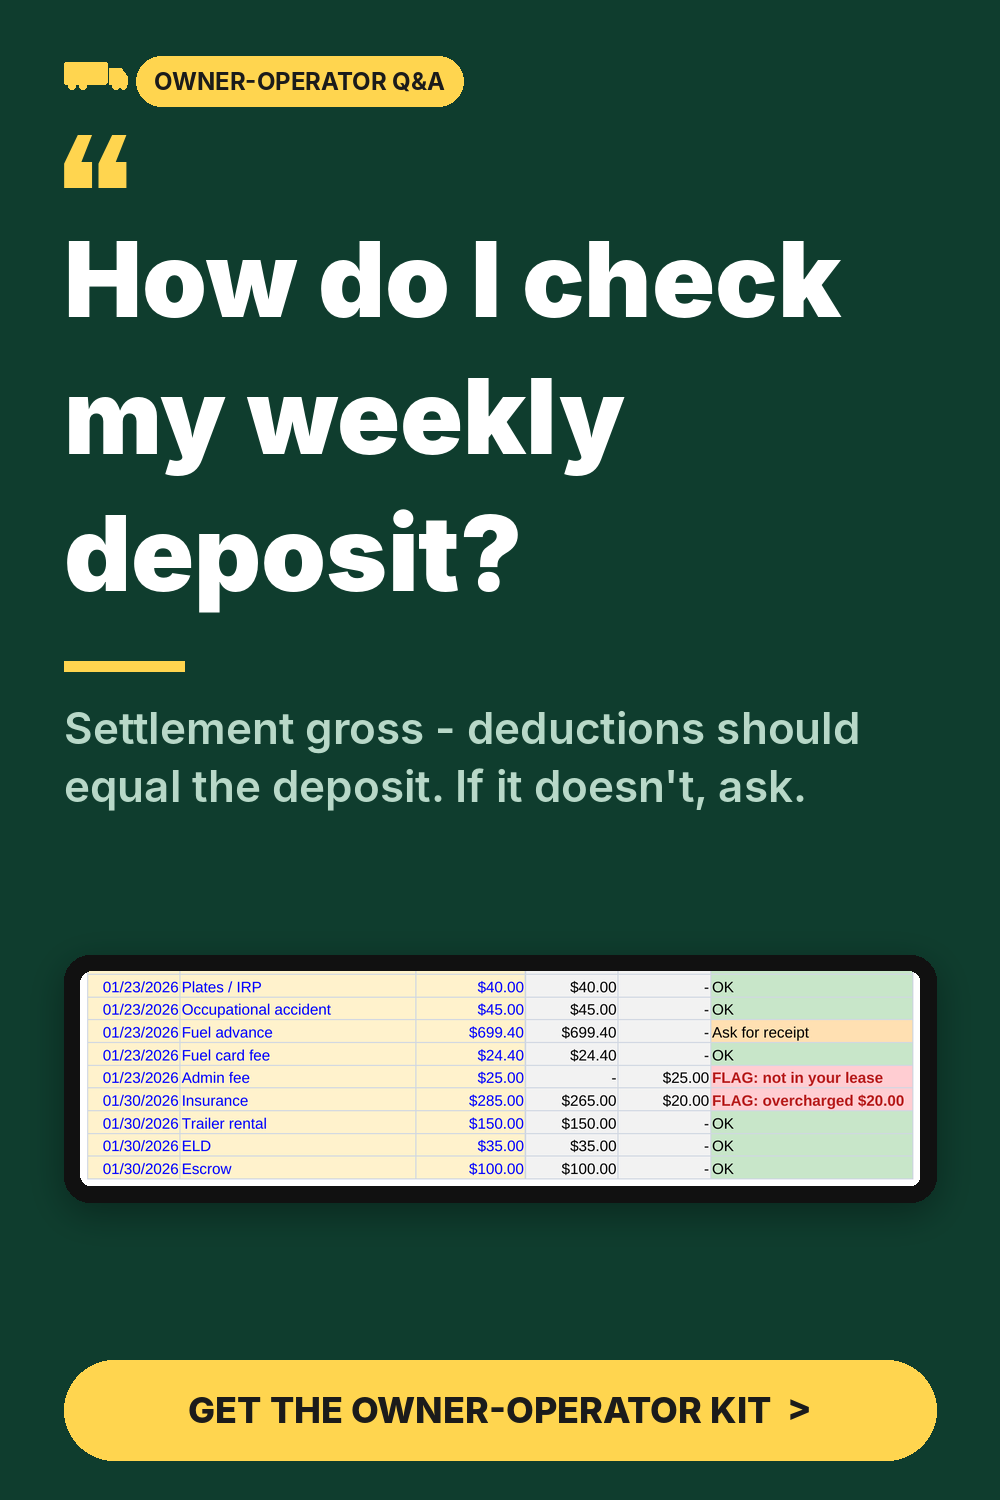 OWNER-OPERATOR Q&A
“
How do I check
my weekly
deposit?
Settlement gross - deductions should
equal the deposit. If it doesn't, ask.
01/23/2026 Plates / IRP $40.00 $40.00 - OK
01/23/2026 Occupational accident $45.00 $45.00 - OK
01/23/2026 Fuel advance $699.40 $699.40 - Ask for receipt
01/23/2026 Fuel card fee $24.40 $24.40 - OK
01/23/2026 Admin fee $25.00 - $25.00 FLAG: not in your lease
01/30/2026 Insurance $285.00 $265.00 $20.00 FLAG: overcharged $20.00
01/30/2026 Trailer rental $150.00 $150.00 - OK
01/30/2026 ELD $35.00 $35.00 - OK
01/30/2026 Escrow $100.00 $100.00 - OK
GET THE OWNER-OPERATOR KIT >